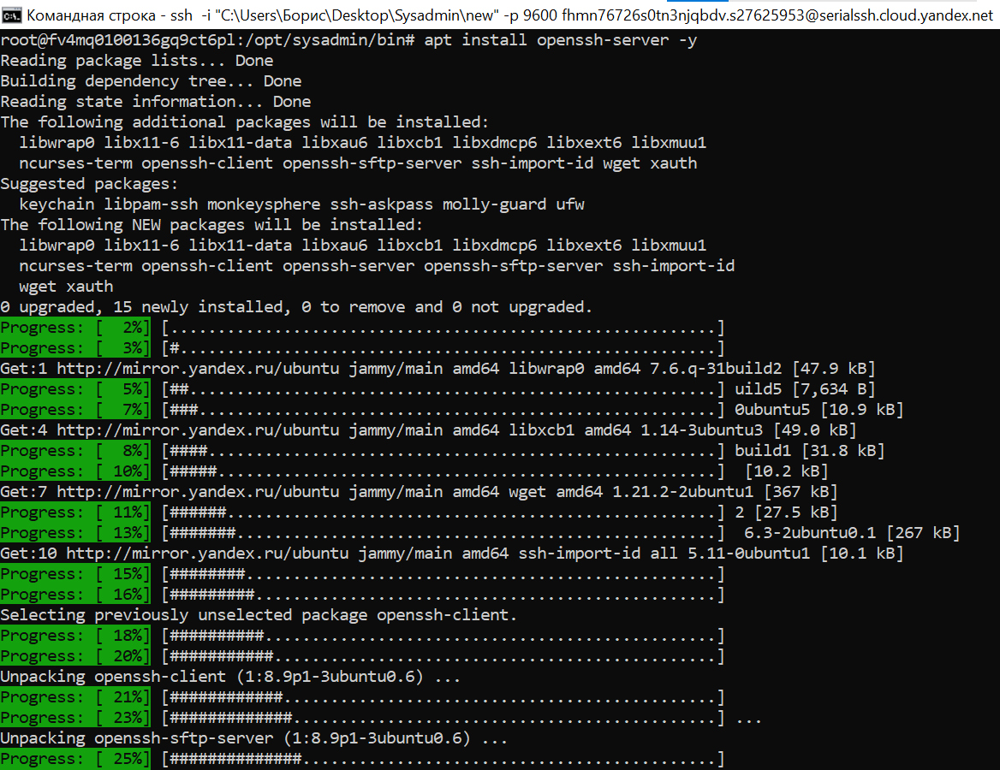 Командная строка - ssh  -i "C:\Users\Борис\Desktop\Sysadmin\new" -p 9600 fhmn76726s0tn3njqbdv.s27625953@serialssh.cloud.yandex.net
root@fv4mq0100136gq9ct6pl:/opt/sysadmin/bin# apt install openssh-server -y
Reading package lists... Done
Building dependency tree... Done
Reading state information... Done
The following additional packages will be installed:
  libwrap0 libx11-6 libx11-data libxau6 libxcb1 libxdmcp6 libxext6 libxmuu1
  ncurses-term openssh-client openssh-sftp-server ssh-import-id wget xauth
Suggested packages:
  keychain libpam-ssh monkeysphere ssh-askpass molly-guard ufw
The following NEW packages will be installed:
  libwrap0 libx11-6 libx11-data libxau6 libxcb1 libxdmcp6 libxext6 libxmuu1
  ncurses-term openssh-client openssh-server openssh-sftp-server ssh-import-id
  wget xauth
0 upgraded, 15 newly installed, 0 to remove and 0 not upgraded.
Progress: [  2%] [..........................................................]
Progress: [  3%] [#.........................................................]
Get:1 http://mirror.yandex.ru/ubuntu jammy/main amd64 libwrap0 amd64 7.6.q-31build2 [47.9 kB]
Progress: [  5%] [##........................................................] uild5 [7,634 B]
Progress: [  7%] [###.......................................................] 0ubuntu5 [10.9 kB]
Get:4 http://mirror.yandex.ru/ubuntu jammy/main amd64 libxcb1 amd64 1.14-3ubuntu3 [49.0 kB]
Progress: [  8%] [####......................................................] build1 [31.8 kB]
Progress: [ 10%] [#####.....................................................]  [10.2 kB]
Get:7 http://mirror.yandex.ru/ubuntu jammy/main amd64 wget amd64 1.21.2-2ubuntu1 [367 kB]
Progress: [ 11%] [######....................................................] 2 [27.5 kB]
Progress: [ 13%] [#######...................................................]  6.3-2ubuntu0.1 [267 kB]
Get:10 http://mirror.yandex.ru/ubuntu jammy/main amd64 ssh-import-id all 5.11-0ubuntu1 [10.1 kB]
Progress: [ 15%] [########..................................................]
Progress: [ 16%] [#########.................................................]
Selecting previously unselected package openssh-client.
Progress: [ 18%] [##########................................................]
Progress: [ 20%] [###########...............................................]
Unpacking openssh-client (1:8.9p1-3ubuntu0.6) ...
Progress: [ 21%] [############..............................................]
Progress: [ 23%] [#############.............................................] ...
Unpacking openssh-sftp-server (1:8.9p1-3ubuntu0.6) ...
Progress: [ 25%] [##############............................................]